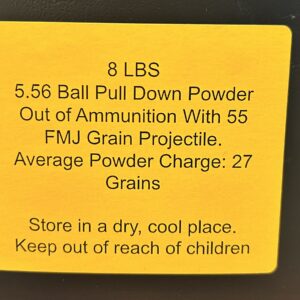 8 LBS
5.56 Ball Pull Down Powder
Out of Ammunition With 55
FMJ Grain Projectile.
Average Powder Charge: 27
Grains
Store in a dry, cool place.
Keep out of reach of children